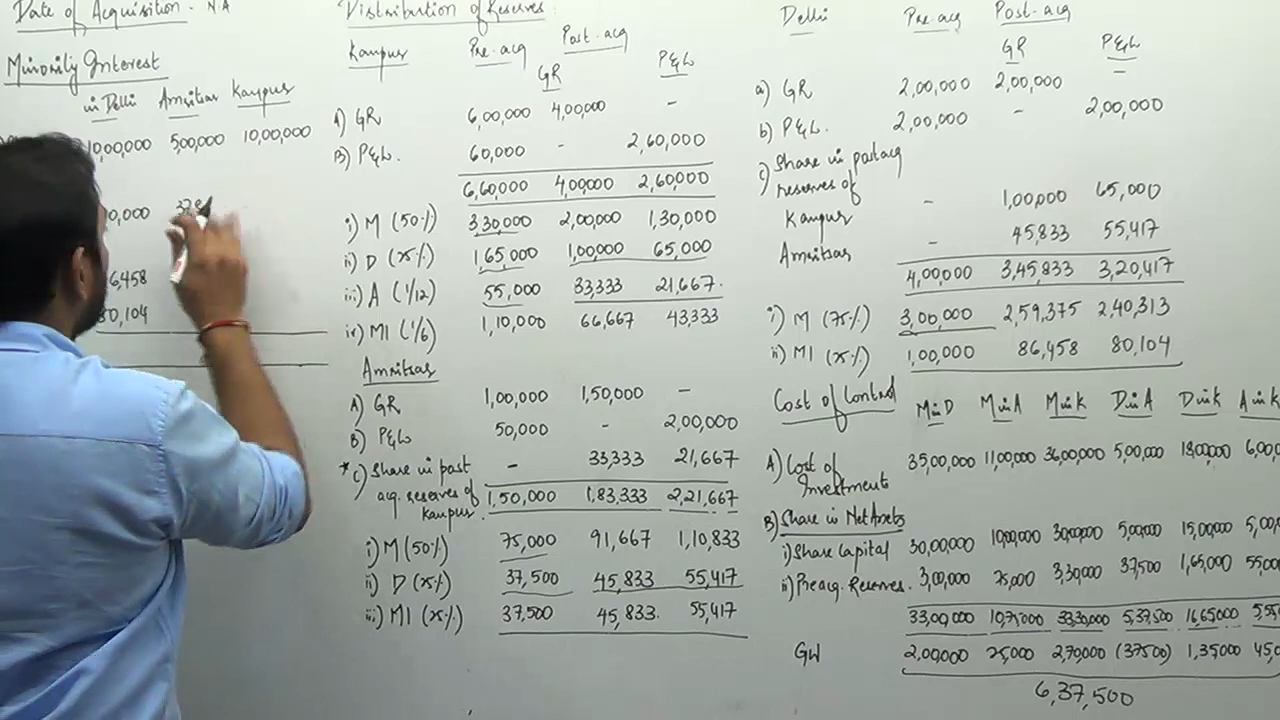 Date of Acquisition - N.A
Minority Interest
in Delhi Amritsar Kanpur
10,00,000 5,00,000 10,00,000
00,000
6,458
80,104
Distribution of Reserves
Kanpur Pre-acq Post-acq
GR P&L
A) GR 6,00,000 4,00,000 -
B) P&L. 60,000 - 2,60,000
6,60,000 4,00,000 2,60,000
i) M (50%) 3,30,000 2,00,000 1,30,000
ii) D (25%) 1,65,000 1,00,000 65,000
iii) A (1/12) 55,000 33,333 21,667.
iv) MI (1/6) 1,10,000 66,667 43,333
Amritsar
A) GR 1,00,000 1,50,000 -
B) P&L 50,000 - 2,00,000
* C) Share in post - 33,333 21,667
acq. reserves of 1,50,000 1,83,333 2,21,667
Kanpur.
i) M (50%) 75,000 91,667 1,10,833
ii) D (25%) 37,500 45,833 55,417
iii) MI (25%) 37,500 45,833. 55,417
Delhi Pre-acq Post-acq
GR P&L
a) GR 2,00,000 2,00,000
b) P&L. 2,00,000 - 2,00,000
c) Share in post acq
reserves of
Kanpur - 1,00,000 65,000
Amritsar - 45,833 55,417
4,00,000 3,45,833 3,20,417
i) M (75%) 3,00,000 2,59,375 2,40,313
ii) MI (25%) 1,00,000 86,458 80,104
Cost of Control M in D M in A M in K D in A D in K A in K
A) Cost of 35,00,000 11,00,000 36,00,000 5,00,000 18,00,000 6,00,0
Investments
B) Share in Net Assets
i) Share Capital 30,00,000 10,00,000 30,00,000 5,00,000 15,00,000 5,00,0
ii) Preacq. Reserves. 3,00,000 75,000 3,30,000 37,500 1,65,000 55,00
33,00,000 10,75,000 33,30,000 5,37,500 16,65,000 5,55
GW 2,00,000 25,000 2,70,000 (37500) 1,35,000 45,0
6,37,500